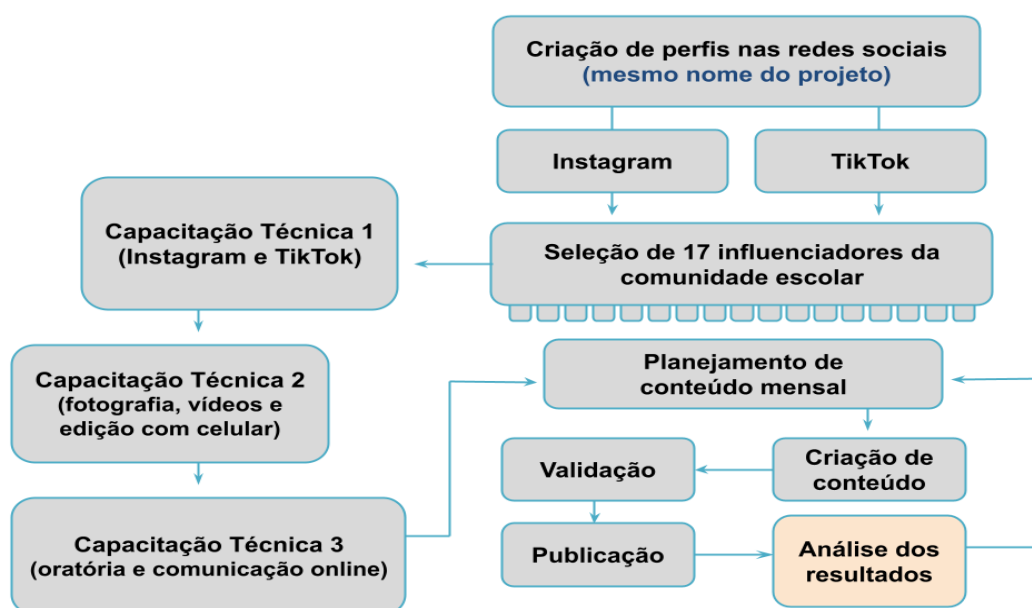 Criação de perfis nas redes sociais
(mesmo nome do projeto)
Instagram
TikTok
Seleção de 17 influenciadores da
comunidade escolar
Capacitação Técnica 1
(Instagram e TikTok)
Capacitação Técnica 2
(fotografia, vídeos e
edição com celular)
Capacitação Técnica 3
(oratória e comunicação online)
Planejamento de
conteúdo mensal
Criação de
conteúdo
Validação
Publicação
Análise dos
resultados